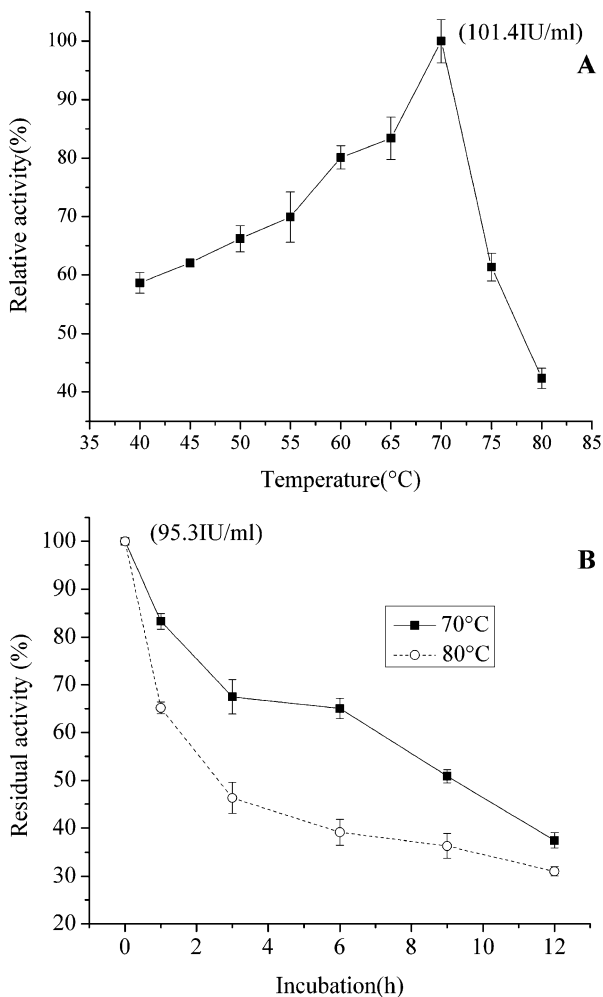 (101.4IU/ml)
A
100
90
80
70
60
50
40
Relative activity(%)
35 40 45 50 55 60 65 70 75 80 85
Temperature(°C)
(95.3IU/ml)
B
100
90
80
70
60
50
40
30
20
Residual activity (%)
70°C
80°C
0 2 4 6 8 10 12
Incubation(h)